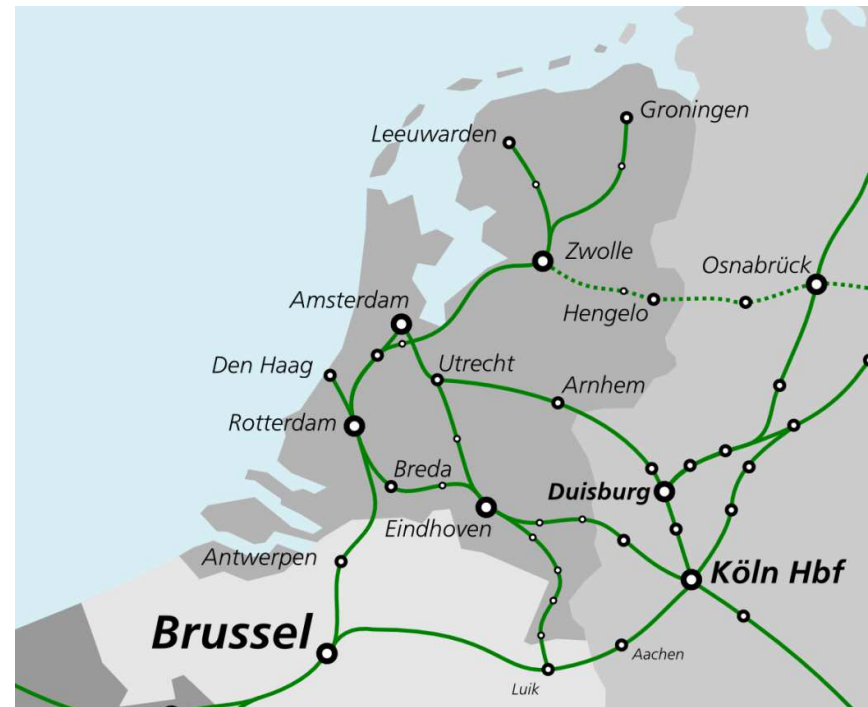 Groningen
Leeuwarden
Zwolle
Osnabrück
Amsterdam
Hengelo
Den Haag
Utrecht
Arnhem
Rotterdam
Breda
Duisburg
Eindhoven
Antwerpen
Köln Hbf
Brussel
Aachen
Luik